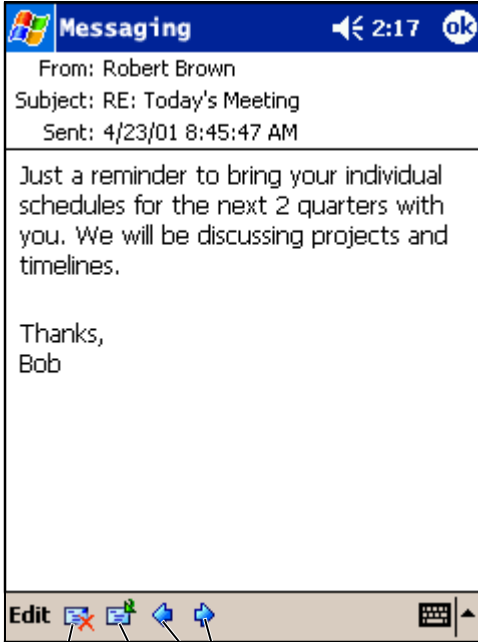 Messaging 2:17 ok
From: Robert Brown
Subject: RE: Today's Meeting
Sent: 4/23/01 8:45:47 AM
Just a reminder to bring your individual
schedules for the next 2 quarters with
you. We will be discussing projects and
timelines.
Thanks,
Bob
Edit